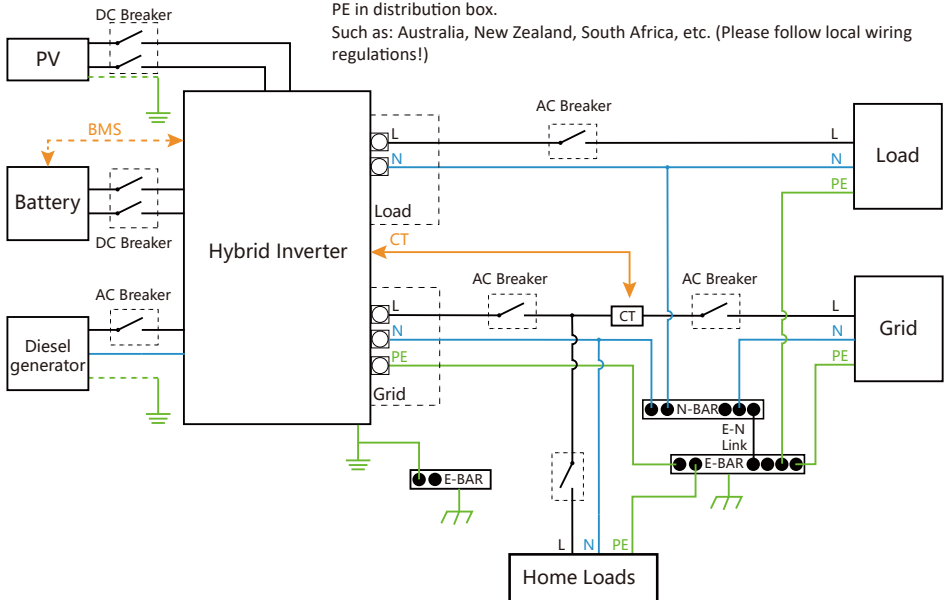 PE in distribution box.
Such as: Australia, New Zealand, South Africa, etc. (Please follow local wiring
regulations!)
DC Breaker
PV
BMS
Battery
DC Breaker
AC Breaker
Diesel
generator
Hybrid Inverter
L
N
Load
CT
L
N
PE
Grid
AC Breaker
L
N
PE
Load
AC Breaker
CT
AC Breaker
L
N
PE
Grid
N-BAR
E-N
Link
E-BAR
E-BAR
L
N
PE
Home Loads